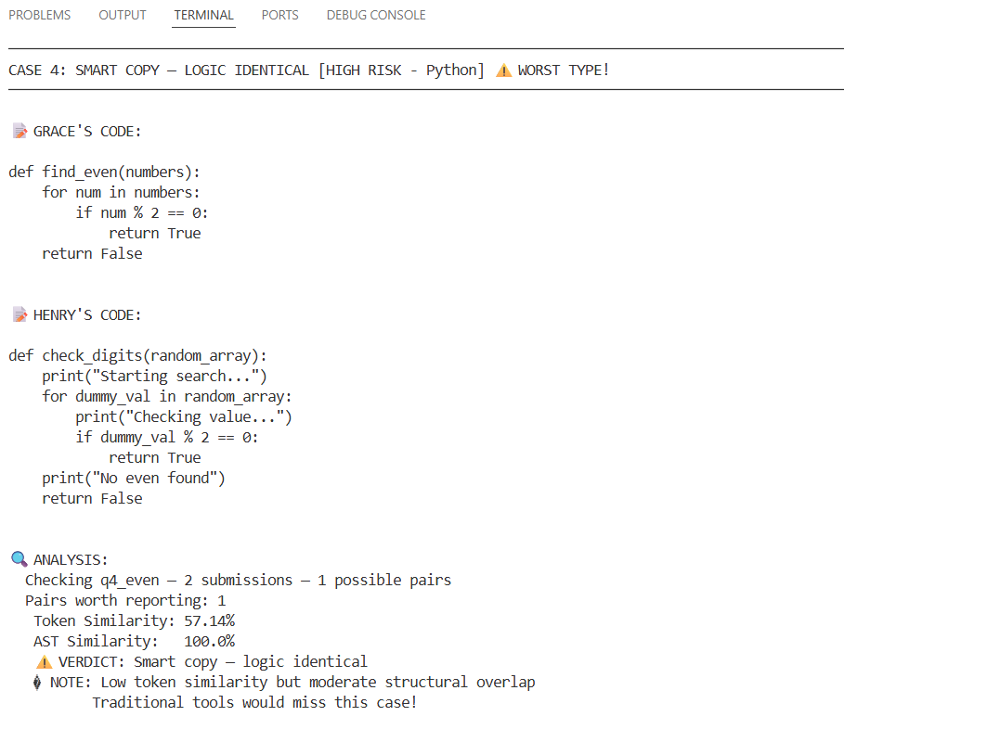 PROBLEMS OUTPUT TERMINAL PORTS DEBUG CONSOLE
CASE 4: SMART COPY — LOGIC IDENTICAL [HIGH RISK - Python] ⚠️ WORST TYPE!
📝 GRACE'S CODE:
def find_even(numbers):
    for num in numbers:
        if num % 2 == 0:
            return True
    return False
📝 HENRY'S CODE:
def check_digits(random_array):
    print("Starting search...")
    for dummy_val in random_array:
        print("Checking value...")
        if dummy_val % 2 == 0:
            return True
    print("No even found")
    return False
🔍 ANALYSIS:
  Checking q4_even — 2 submissions — 1 possible pairs
  Pairs worth reporting: 1
   Token Similarity: 57.14%
   AST Similarity:   100.0%
   ⚠️ VERDICT: Smart copy — logic identical
   NOTE: Low token similarity but moderate structural overlap
          Traditional tools would miss this case!